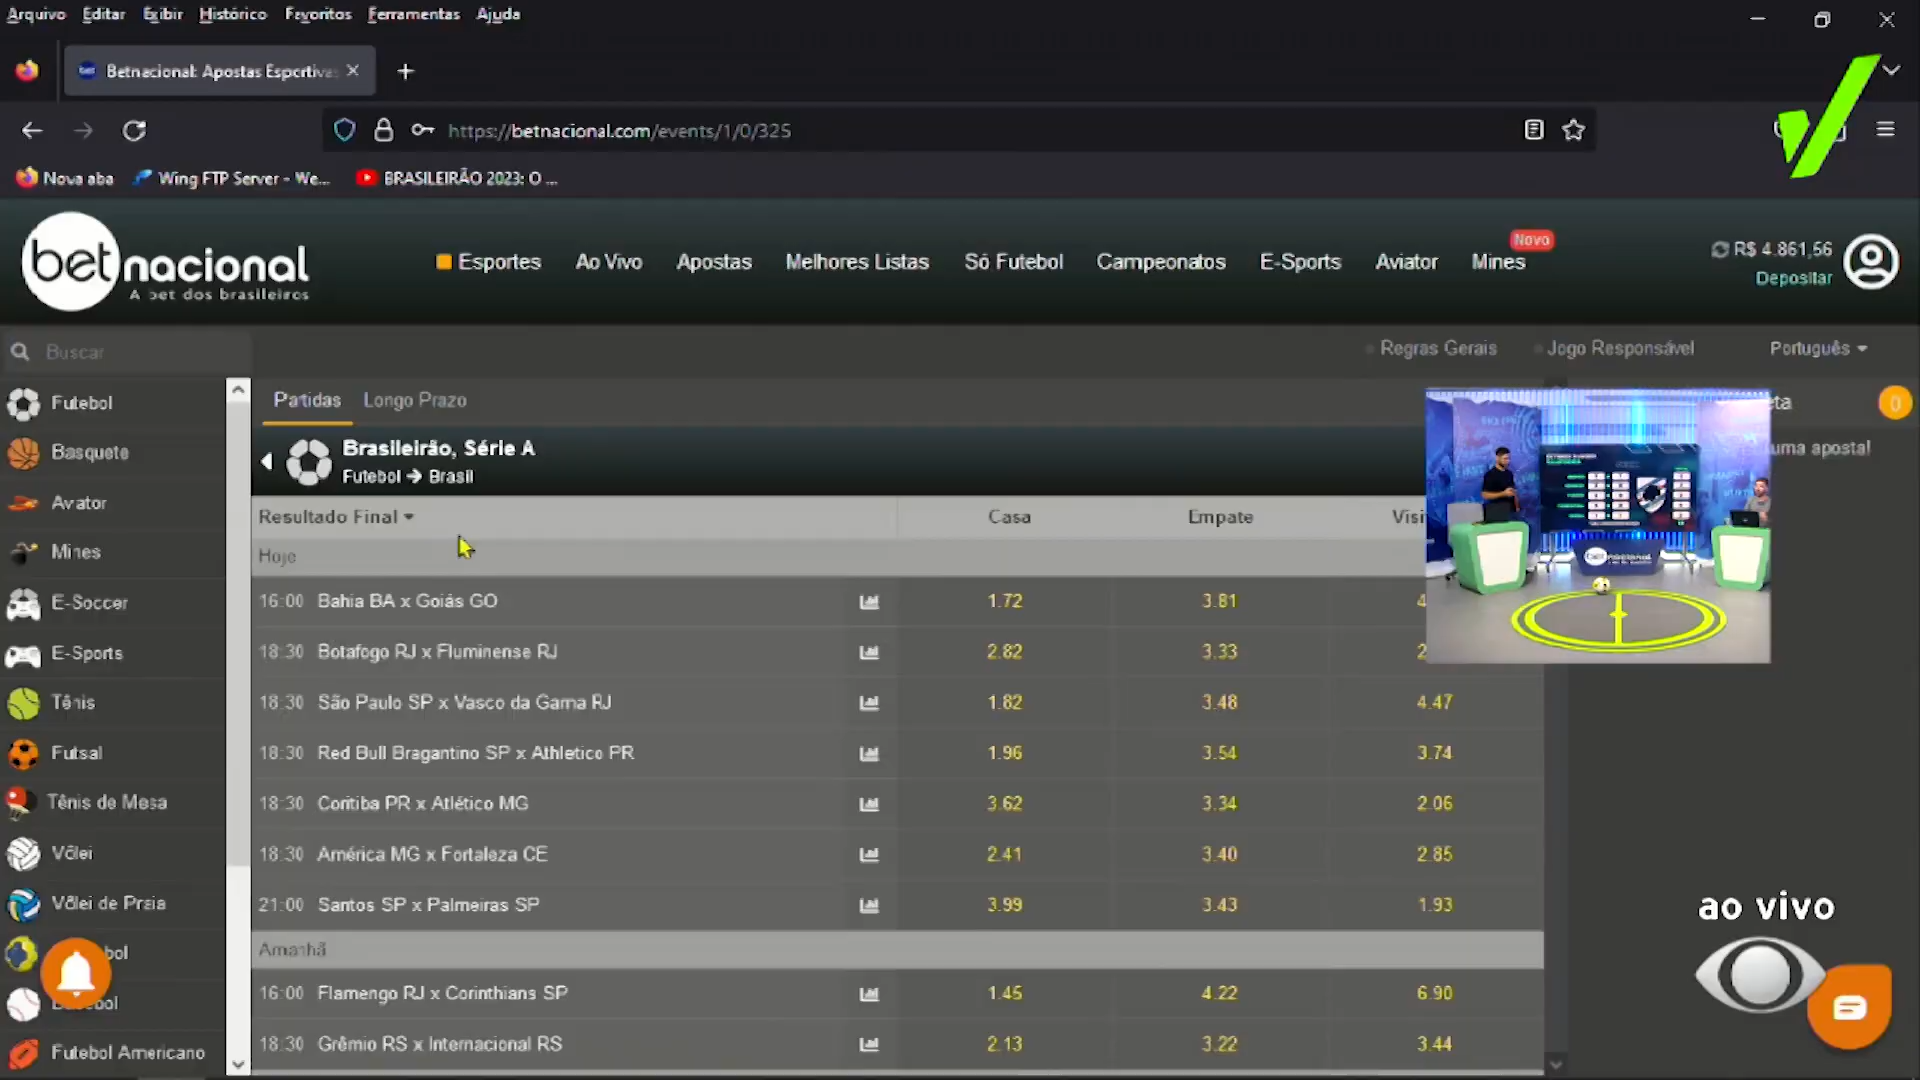 Arquivo Editar Exibir Histórico Favoritos Ferramentas Ajuda
Betnacional: Apostas Esportivas
https://betnacional.com/events/1/0/325
Nova aba Wing FTP Server - We... BRASILEIRÃO 2023: O ...
betnacional
A bet dos brasileiros
Esportes Ao Vivo Apostas Melhores Listas Só Futebol Campeonatos E-Sports Aviator Mines Novo
R$ 4.861,56
Depositar
Buscar
Regras Gerais Jogo Responsável Português
Futebol
Basquete
Aviator
Mines
E-Soccer
E-Sports
Tênis
Futsal
Tênis de Mesa
Vôlei
Vôlei de Praia
bol
Futebol Americano
Partidas Longo Prazo
Brasileirão, Série A
Futebol → Brasil
Resultado Final Casa Empate Visi
Hoje
16:00 Bahia BA x Goiás GO 1.72 3.81 4
18:30 Botafogo RJ x Fluminense RJ 2.82 3.33 2
18:30 São Paulo SP x Vasco da Gama RJ 1.82 3.48 4.47
18:30 Red Bull Bragantino SP x Athletico PR 1.96 3.54 3.74
18:30 Coritiba PR x Atlético MG 3.62 3.34 2.06
18:30 América MG x Fortaleza CE 2.41 3.40 2.85
21:00 Santos SP x Palmeiras SP 3.99 3.43 1.93
Amanhã
16:00 Flamengo RJ x Corinthians SP 1.45 4.22 6.90
18:30 Grêmio RS x Internacional RS 2.13 3.22 3.44
eta 0
uma aposta!
betnacional
ao vivo